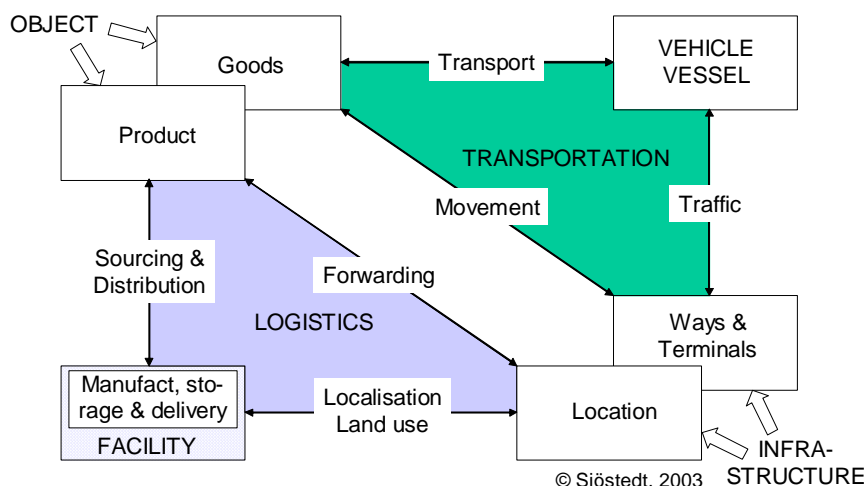 OBJECT
Goods
Transport
VEHICLE
VESSEL
Product
TRANSPORTATION
Movement
Traffic
Sourcing &
Distribution
Forwarding
LOGISTICS
Ways &
Terminals
Manufact, sto-
rage & delivery
FACILITY
Localisation
Land use
Location
INFRA-
STRUCTURE
© Sjöstedt, 2003